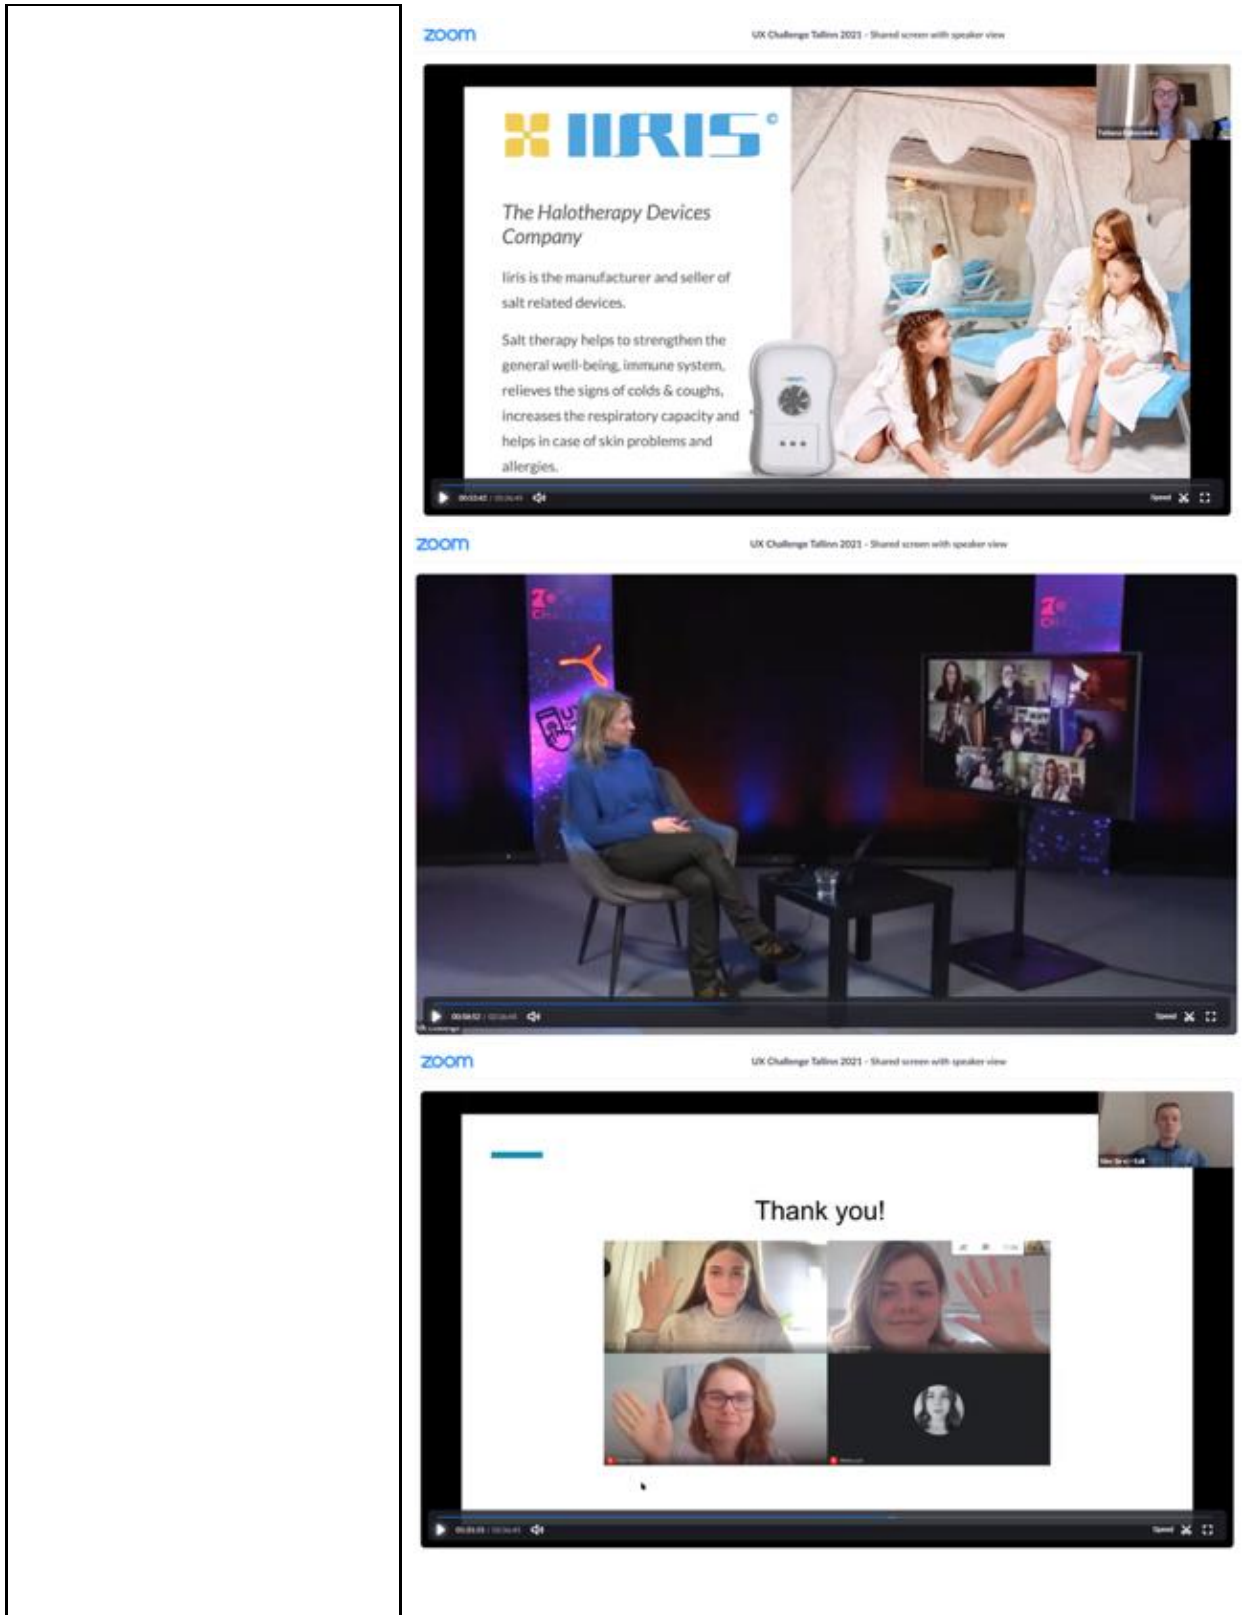 zoom
UX Challenge Tallinn 2021 - Shared screen with speaker view
IIRIS©
The Halotherapy Devices
Company
Iiris is the manufacturer and seller of
salt related devices.
Salt therapy helps to strengthen the
general well-being, immune system,
relieves the signs of colds & coughs,
increases the respiratory capacity and
helps in case of skin problems and
allergies.
Speed
zoom
UX Challenge Tallinn 2021 - Shared screen with speaker view
UX
Speed
zoom
UX Challenge Tallinn 2021 - Shared screen with speaker view
Thank you!
Speed